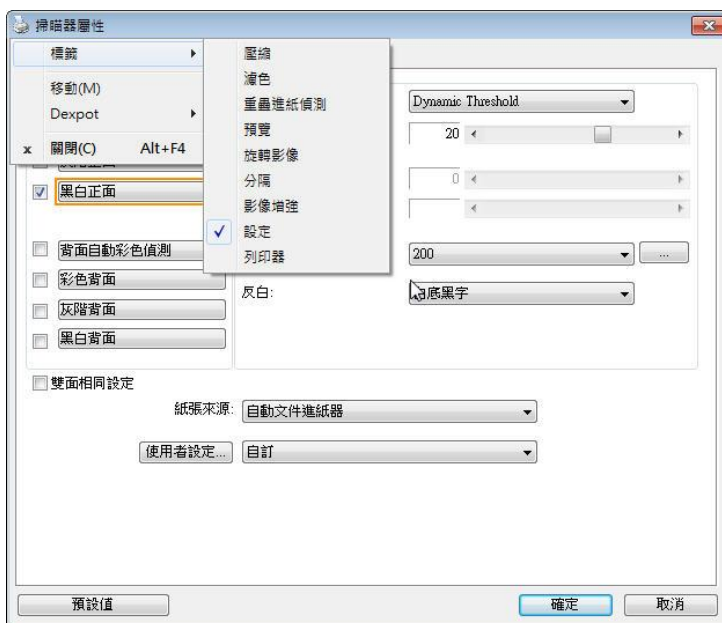 掃瞄器屬性
標籤
移動(M)
Dexpot
x 關閉(C) Alt+F4
壓縮
濾色
重疊進紙偵測
預覽
旋轉影像
分隔
影像增強
設定
列印器
黑白正面
背面自動彩色偵測
彩色背面
灰階背面
黑白背面
Dynamic Threshold
20
0
200
...
反白:
底黑字
雙面相同設定
紙張來源: 自動文件進紙器
使用者設定... 自訂
預設值 確定 取消